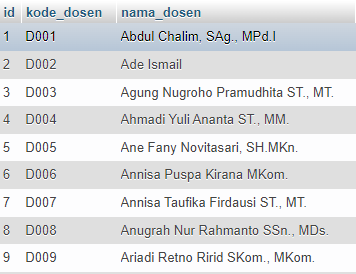 id kode_dosen nama_dosen
1 D001 Abdul Chalim, SAg., MPd.I
2 D002 Ade Ismail
3 D003 Agung Nugroho Pramudhita ST., MT.
4 D004 Ahmadi Yuli Ananta ST., MM.
5 D005 Ane Fany Novitasari, SH.MKn.
6 D006 Annisa Puspa Kirana MKom.
7 D007 Annisa Taufika Firdausi ST., MT.
8 D008 Anugrah Nur Rahmanto SSn., MDs.
9 D009 Ariadi Retno Ririd SKom., MKom.